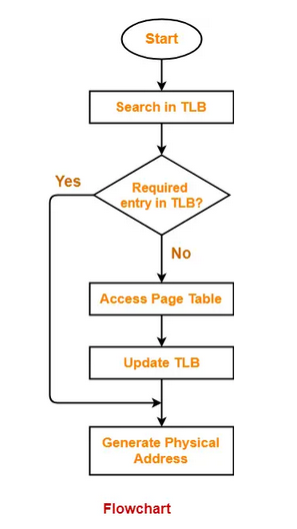 Start
Search in TLB
Yes
Required
entry in TLB?
No
Access Page Table
Update TLB
Generate Physical
Address
Flowchart